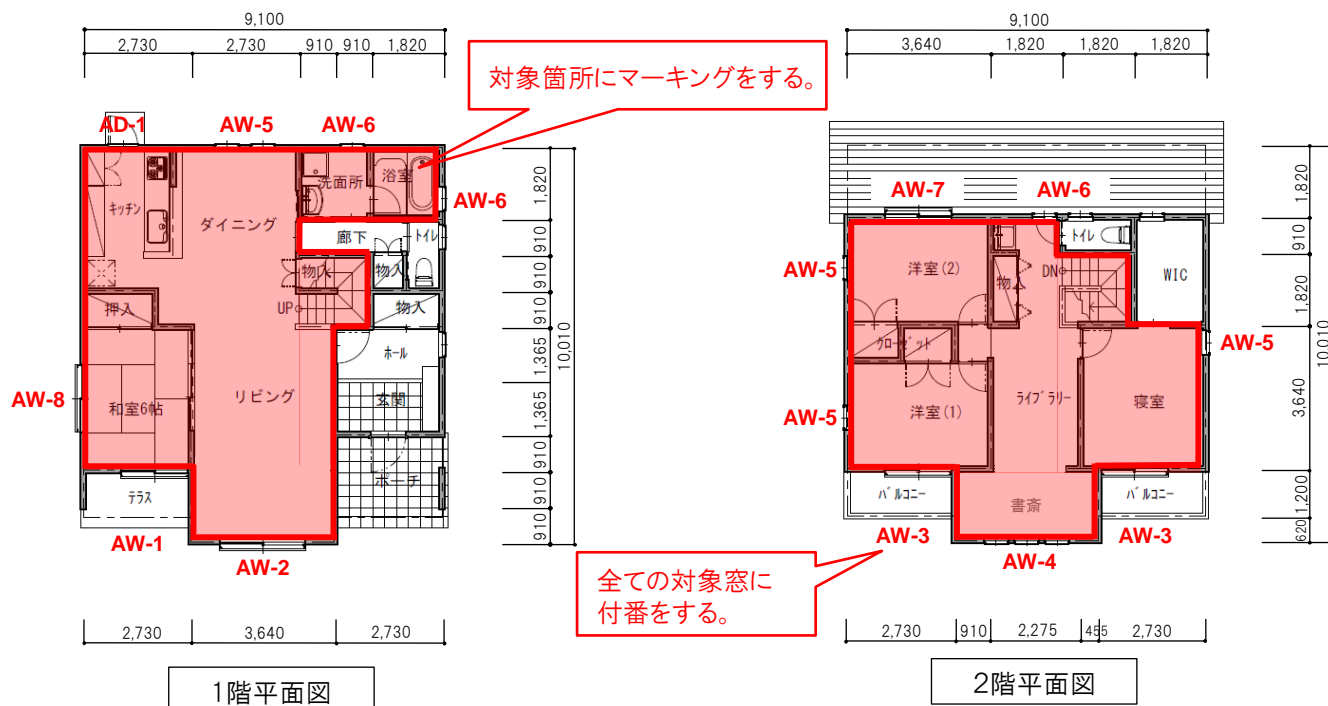 9,100
2,730
2,730
910
910
1,820
対象箇所にマーキングをする。
AD-1
AW-5
AW-6
キッチン
ダイニング
洗面所
浴室
AW-6
廊下
トイレ
物入
物入
押入
UP
物入
ホール
AW-8
和室6帖
リビング
玄関
テラス
ポーチ
AW-1
AW-2
1,820
910
910
910
1,365
1,365
910
910
910
10,010
2,730
3,640
2,730
1階平面図
9,100
3,640
1,820
1,820
1,820
AW-7
AW-6
AW-5
洋室(2)
物入
トイレ
DN
WIC
クローゼット
AW-5
AW-5
洋室(1)
ライブラリー
寝室
バルコニー
書斎
バルコニー
AW-3
AW-4
AW-3
全ての対象窓に
付番をする。
1,820
910
1,820
3,640
1,200
620
10,010
2,730
910
2,275
455
2,730
2階平面図